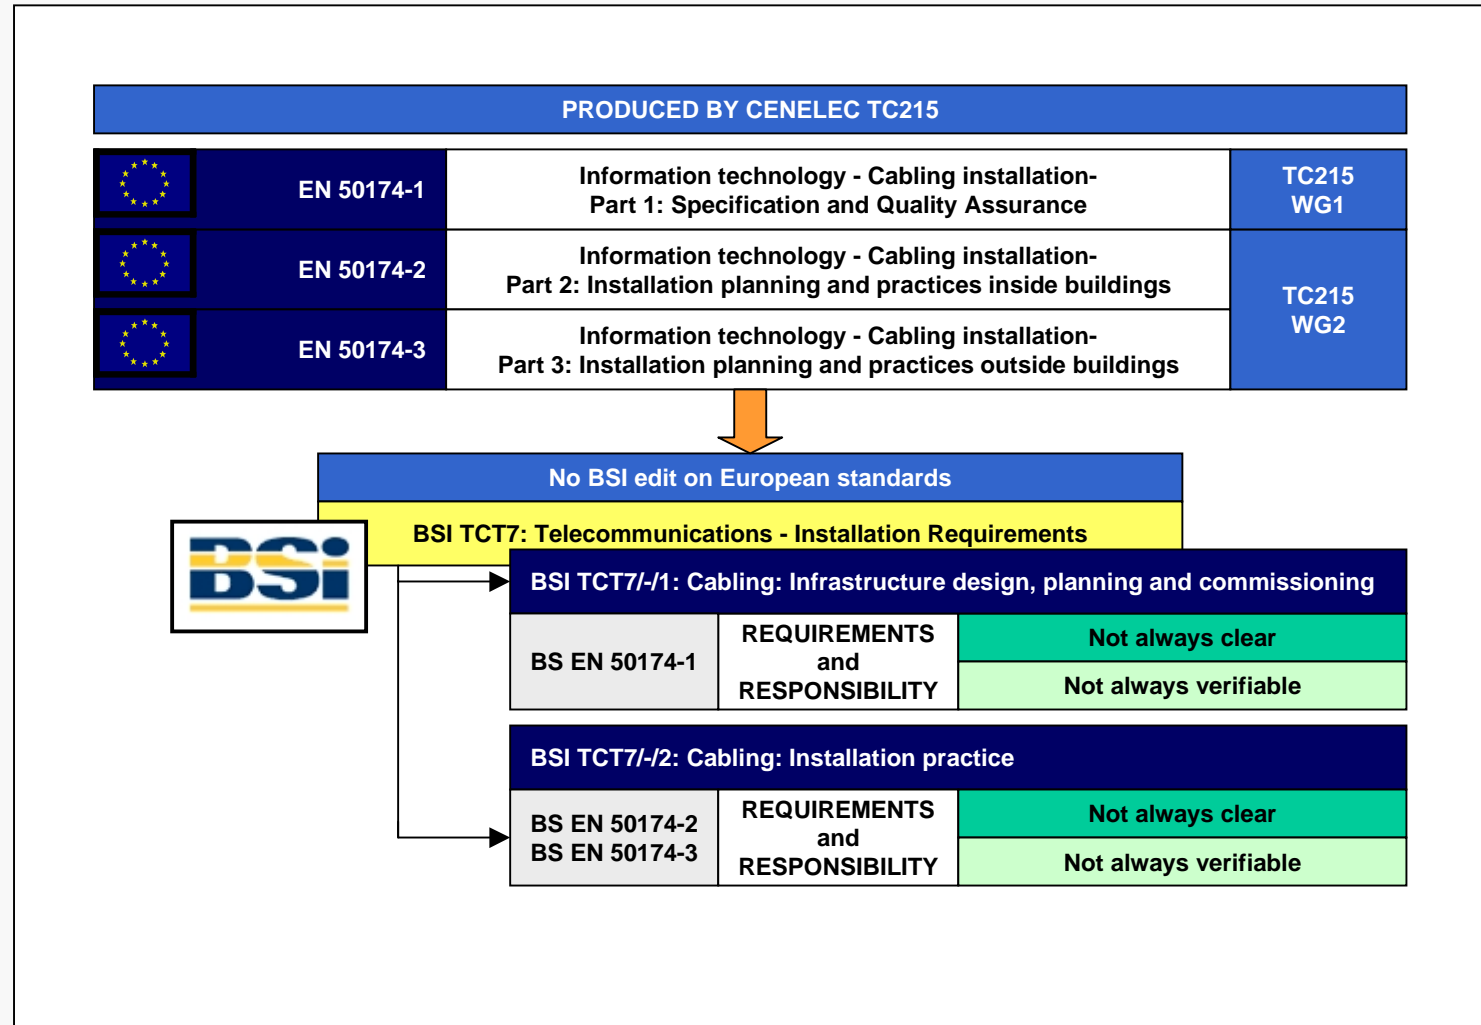 PRODUCED BY CENELEC TC215
EN 50174-1
Information technology - Cabling installation-
Part 1: Specification and Quality Assurance
TC215
WG1
EN 50174-2
Information technology - Cabling installation-
Part 2: Installation planning and practices inside buildings
TC215
WG2
EN 50174-3
Information technology - Cabling installation-
Part 3: Installation planning and practices outside buildings
No BSI edit on European standards
BSI TCT7: Telecommunications - Installation Requirements
BSi
BSI TCT7/-/1: Cabling: Infrastructure design, planning and commissioning
BS EN 50174-1
REQUIREMENTS
and
RESPONSIBILITY
Not always clear
Not always verifiable
BSI TCT7/-/2: Cabling: Installation practice
BS EN 50174-2
BS EN 50174-3
REQUIREMENTS
and
RESPONSIBILITY
Not always clear
Not always verifiable